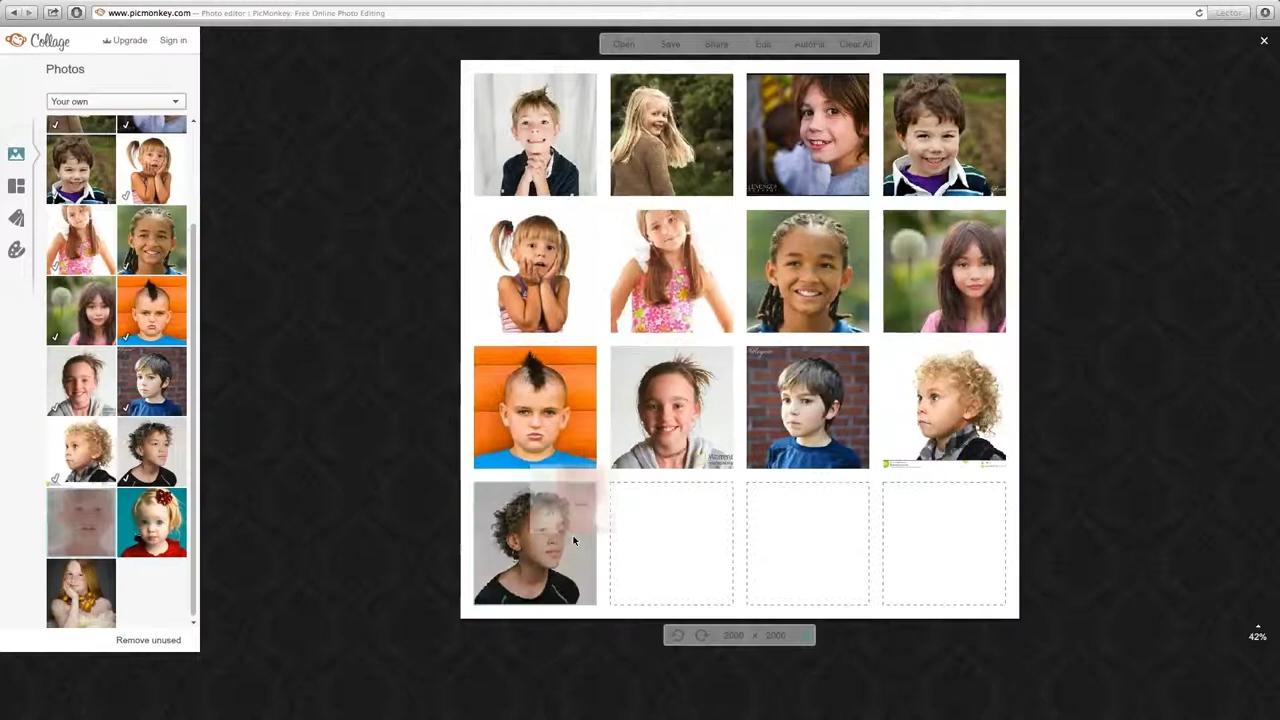 www.picmonkey.com — Photo editor | PicMonkey: Free Online Photo Editing
Lector
Collage
Upgrade
Sign in
Open
Save
Share
Edit
AutoFill
Clear All
Photos
Your own
Remove unused
2000 x 2000
42%